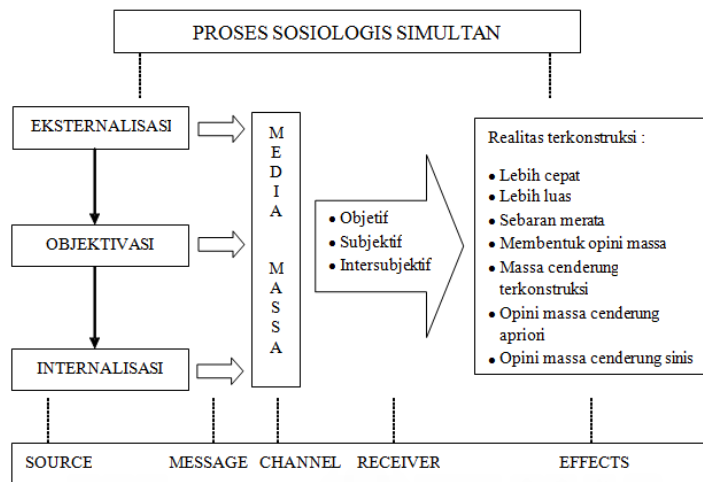 PROSES SOSIOLOGIS SIMULTAN
EKSTERNALISASI
OBJEKTIVASI
INTERNALISASI
M
E
D
I
A
M
A
S
S
A
• Objetif
• Subjektif
• Intersubjektif
Realitas terkonstruksi :
• Lebih cepat
• Lebih luas
• Sebaran merata
• Membentuk opini massa
• Massa cenderung
terkonstruksi
• Opini massa cenderung
apriori
• Opini massa cenderung sinis
SOURCE MESSAGE CHANNEL RECEIVER EFFECTS